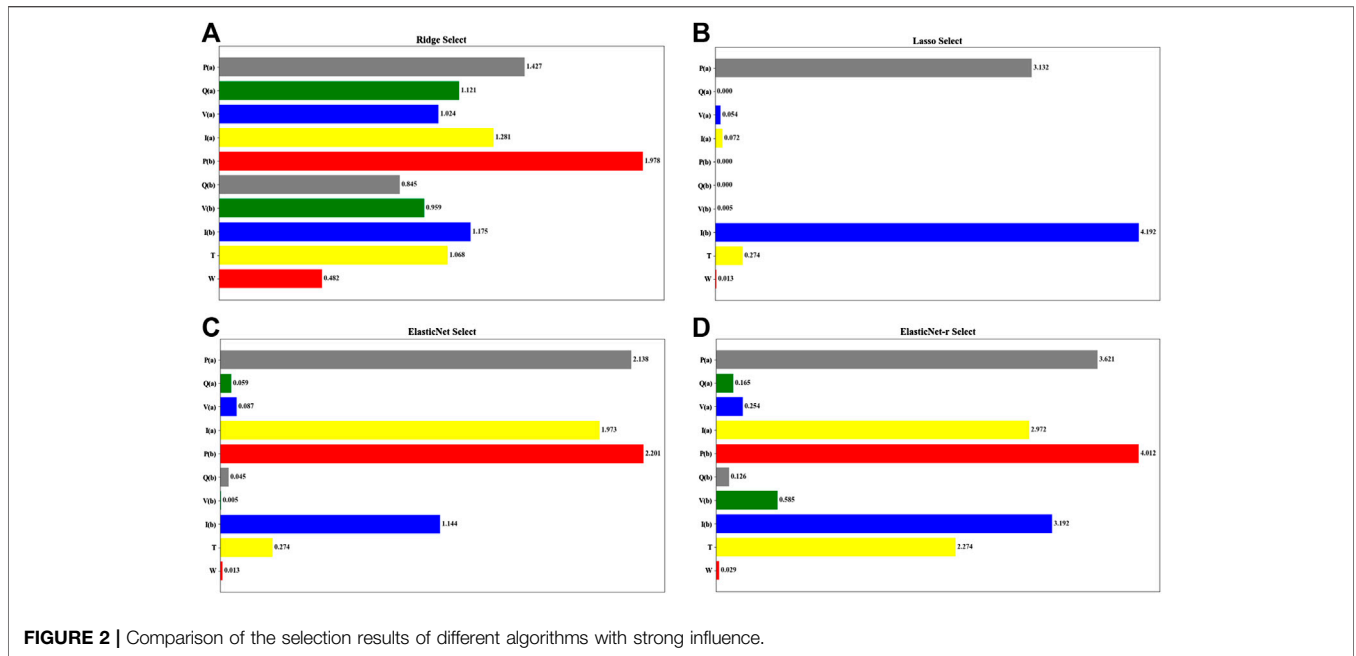 A
Ridge Select
P(a) 1.427
Q(a) 1.121
V(a) 1.024
I(a) 1.281
P(b) 1.978
Q(b) 0.845
V(b) 0.959
I(b) 1.175
T 1.068
W 0.482
B
Lasso Select
P(a) 3.132
Q(a) 0.000
V(a) 0.054
I(a) 0.072
P(b) 0.000
Q(b) 0.000
V(b) 0.005
I(b) 4.192
T 0.274
W 0.013
C
ElasticNet Select
P(a) 2.138
Q(a) 0.059
V(a) 0.087
I(a) 1.973
P(b) 2.201
Q(b) 0.045
V(b) 0.005
I(b) 1.144
T 0.274
W 0.013
D
ElasticNet-r Select
P(a) 3.621
Q(a) 0.165
V(a) 0.254
I(a) 2.972
P(b) 4.012
Q(b) 0.126
V(b) 0.585
I(b) 3.192
T 2.274
W 0.029
FIGURE 2 | Comparison of the selection results of different algorithms with strong influence.